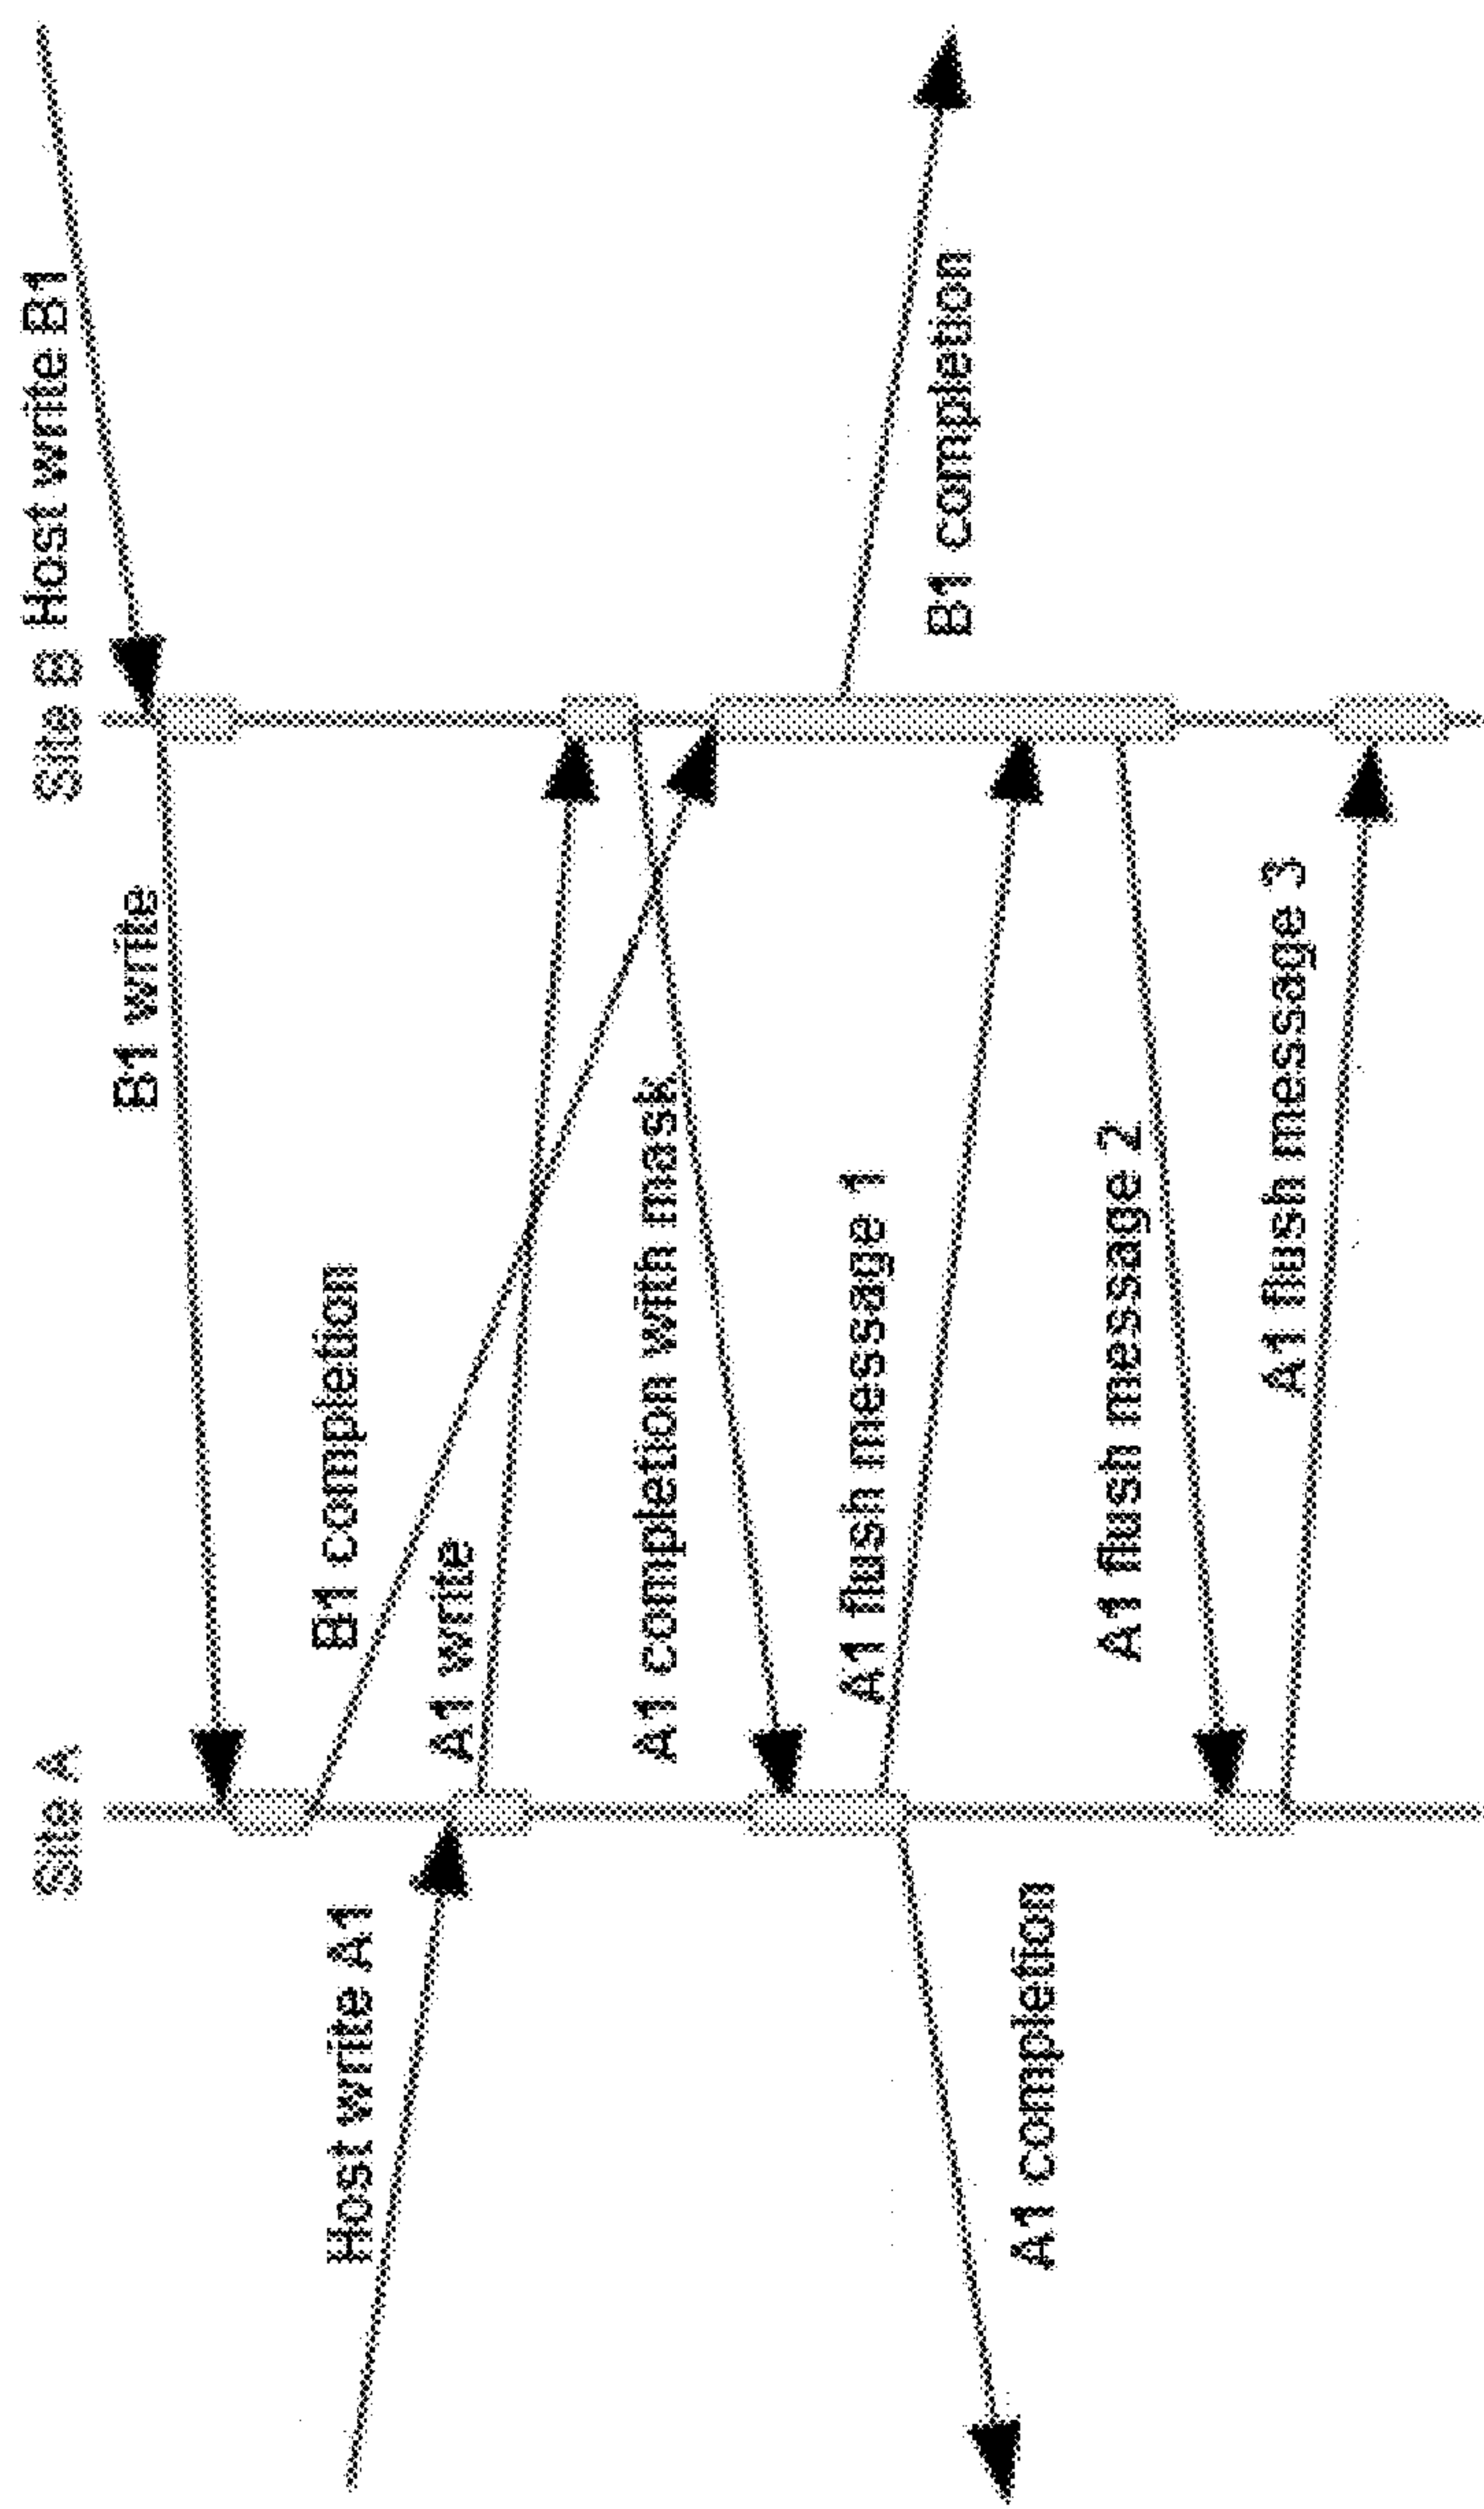 Site A
Site B
Host write B1
B1 write
B1 completion
Host write A1
A1 write
A1 completion with mask
A1 flush message 1
B1 completion
A1 completion
A1 flush message 2
A1 flush message 3